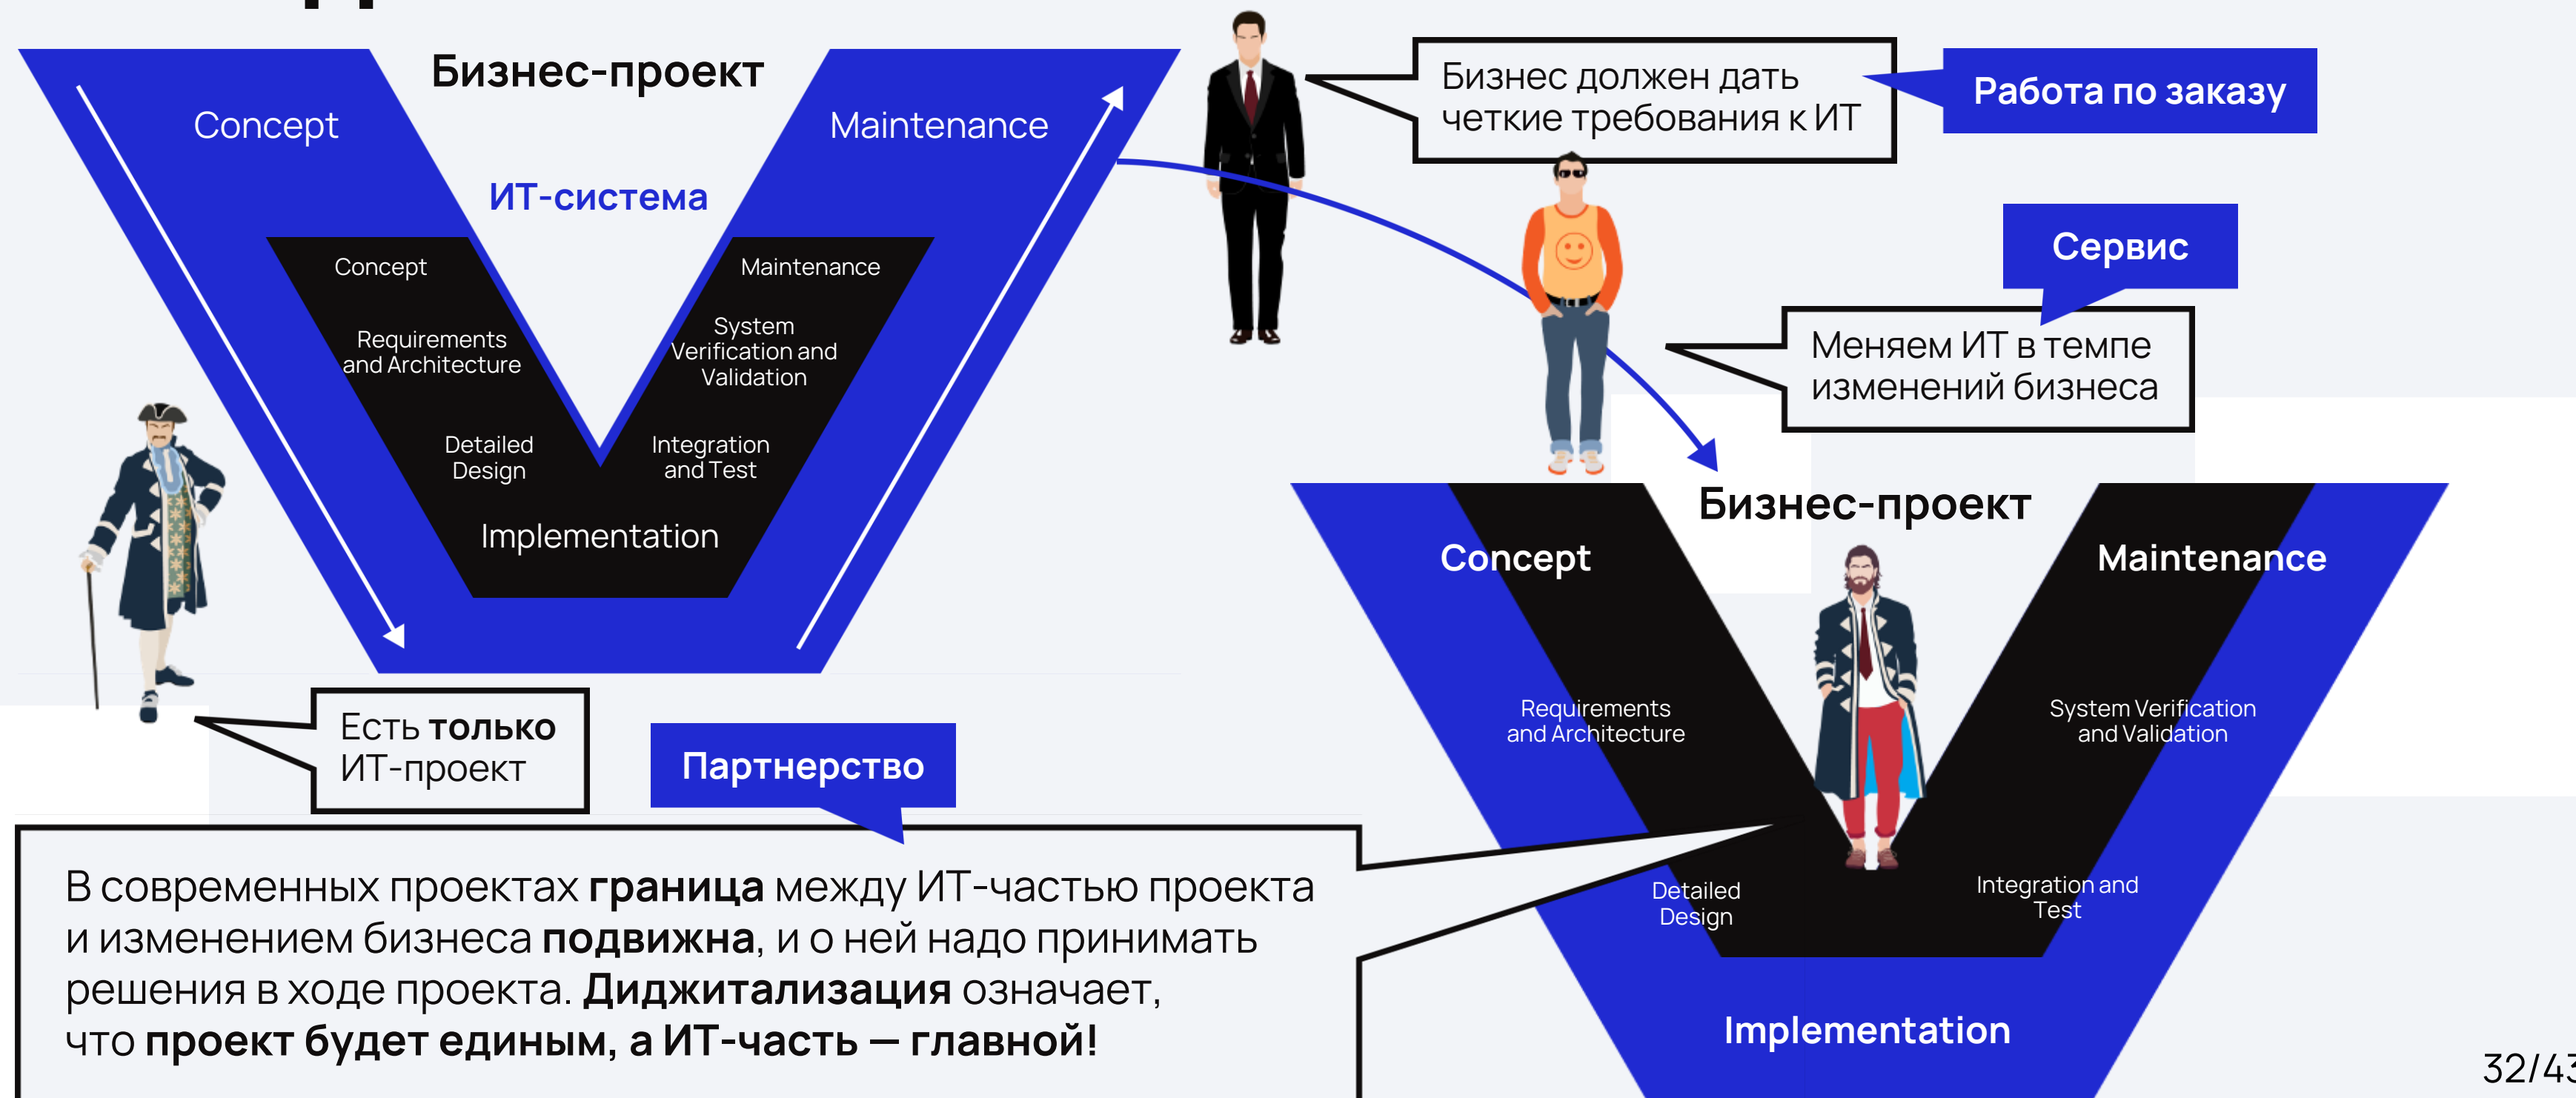 Бизнес-проект
Concept
Maintenance
ИТ-система
Concept
Maintenance
Requirements
and Architecture
System
Verification and
Validation
Detailed
Design
Integration
and Test
Implementation
Бизнес должен дать
четкие требования к ИТ
Работа по заказу
Сервис
Меняем ИТ в темпе
изменений бизнеса
Есть только
ИТ-проект
Партнерство
В современных проектах граница между ИТ-частью проекта
и изменением бизнеса подвижна, и о ней надо принимать
решения в ходе проекта. Диджитализация означает,
что проект будет единым, а ИТ-часть — главной!
Бизнес-проект
Concept
Maintenance
Requirements
and Architecture
System Verification
and Validation
Detailed
Design
Integration and
Test
Implementation
32/43